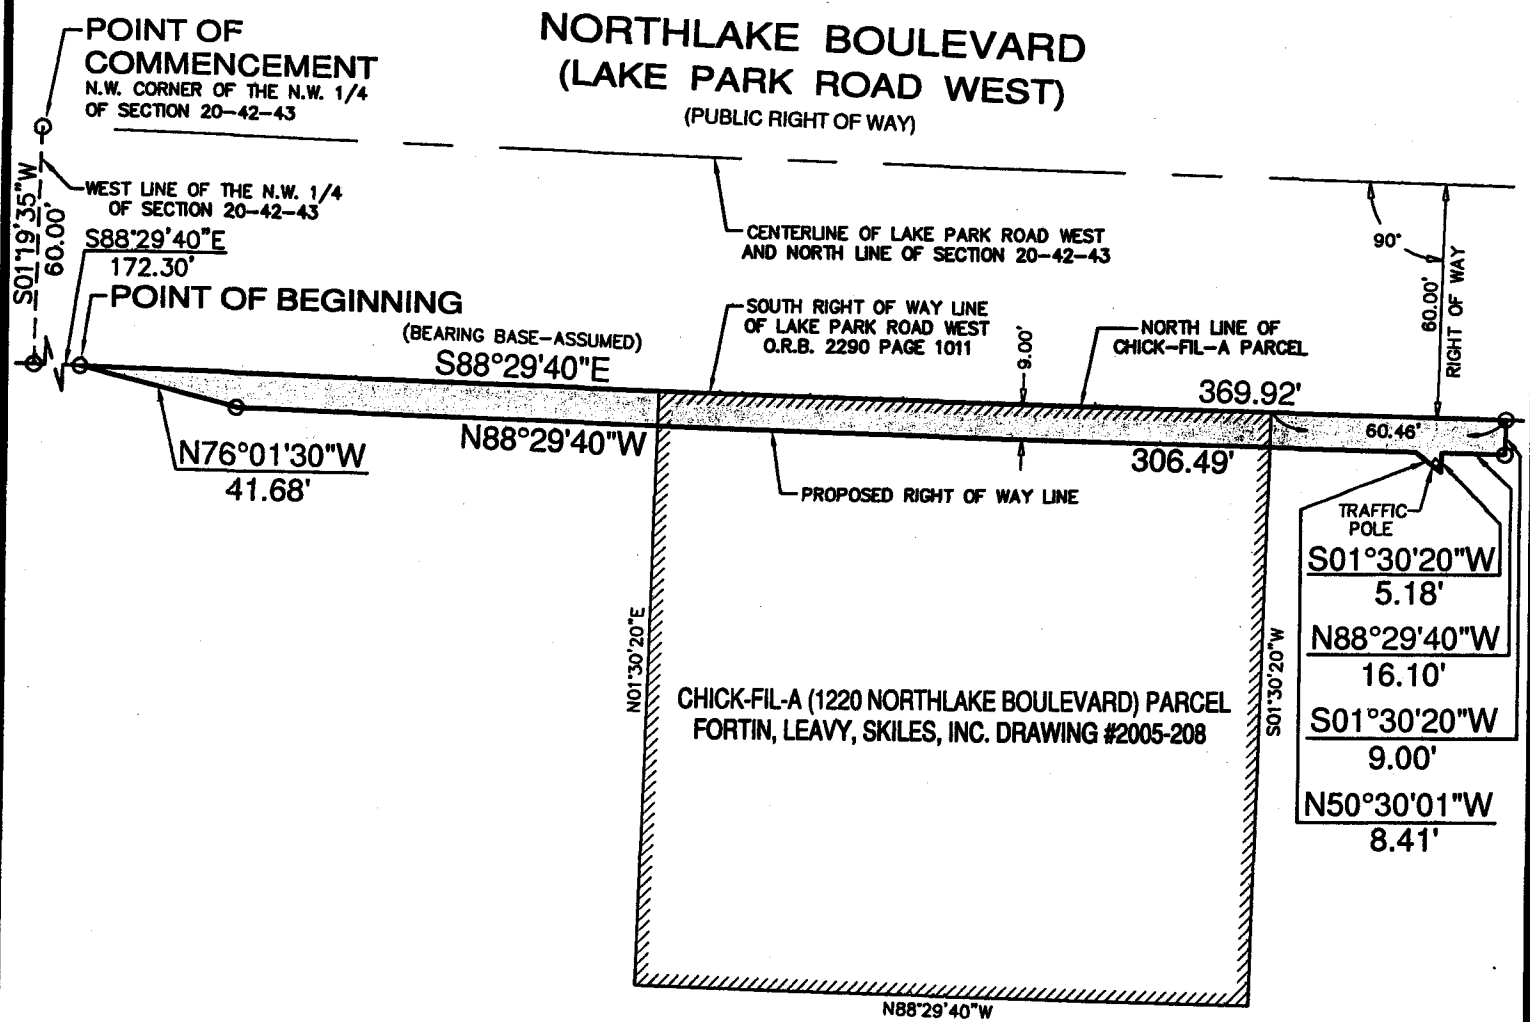 NORTHLAKE BOULEVARD
(LAKE PARK ROAD WEST)
(PUBLIC RIGHT OF WAY)
POINT OF
COMMENCEMENT
N.W. CORNER OF THE N.W. 1/4
OF SECTION 20-42-43
S01°19'35"W
60.00'
WEST LINE OF THE N.W. 1/4
OF SECTION 20-42-43
S88°29'40"E
172.30'
POINT OF BEGINNING
(BEARING BASE-ASSUMED)
S88°29'40"E
CENTERLINE OF LAKE PARK ROAD WEST
AND NORTH LINE OF SECTION 20-42-43
SOUTH RIGHT OF WAY LINE
OF LAKE PARK ROAD WEST
O.R.B. 2290 PAGE 1011
9.00'
NORTH LINE OF
CHICK-FIL-A PARCEL
90°
60.00'
RIGHT OF WAY
369.92'
60.46'
N76°01'30"W
41.68'
N88°29'40"W
306.49'
PROPOSED RIGHT OF WAY LINE
TRAFFIC
POLE
S01°30'20"W
5.18'
N88°29'40"W
16.10'
S01°30'20"W
9.00'
N50°30'01"W
8.41'
N01°30'20"E
S01°30'20"W
CHICK-FIL-A (1220 NORTHLAKE BOULEVARD) PARCEL
FORTIN, LEAVY, SKILES, INC. DRAWING #2005-208
N88°29'40"W